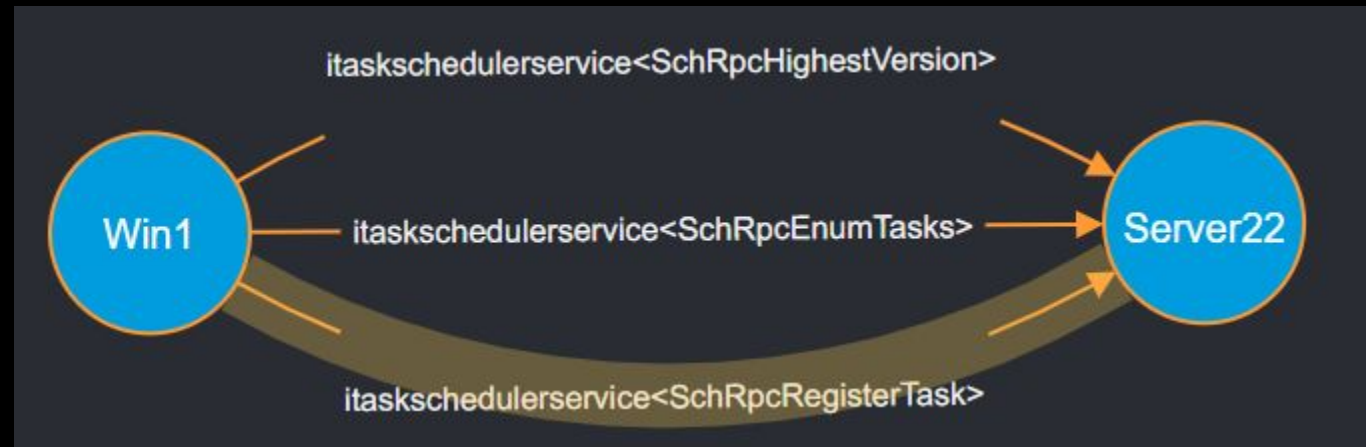 itaskschedulerservice<SchRpcHighestVersion>
Win1
itaskschedulerservice<SchRpcEnumTasks>
Server22
itaskschedulerservice<SchRpcRegisterTask>